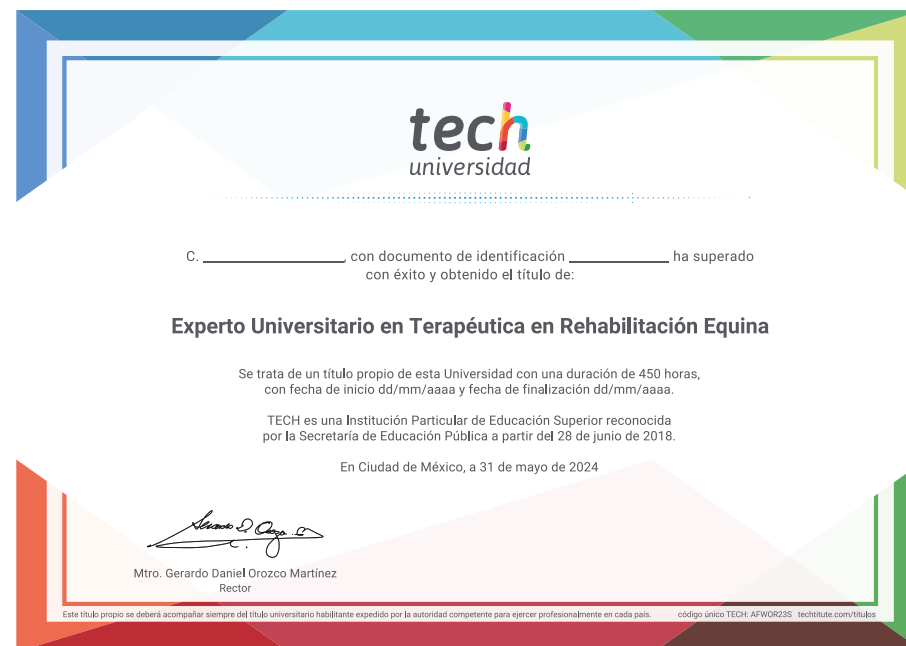 tech
universidad
C. ____________________, con documento de identificación ______________ ha superado
con éxito y obtenido el título de:
Experto Universitario en Terapéutica en Rehabilitación Equina
Se trata de un título propio de esta Universidad con una duración de 450 horas,
con fecha de inicio dd/mm/aaaa y fecha de finalización dd/mm/aaaa.
TECH es una Institución Particular de Educación Superior reconocida
por la Secretaría de Educación Pública a partir del 28 de junio de 2018.
En Ciudad de México, a 31 de mayo de 2024
Mtro. Gerardo Daniel Orozco Martínez
Rector
Este título propio se deberá acompañar siempre del título universitario habilitante expedido por la autoridad competente para ejercer profesionalmente en cada país. código único TECH: AFWOR23S techtitute.com/titulos